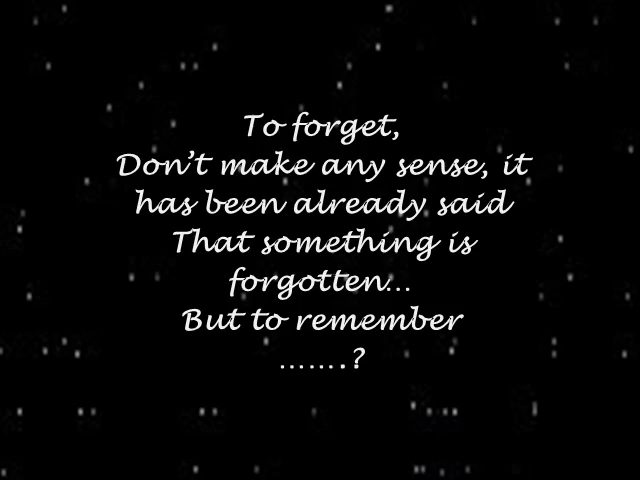 To forget,
Don’t make any sense, it
has been already said
That something is
forgotten…
But to remember
…….?